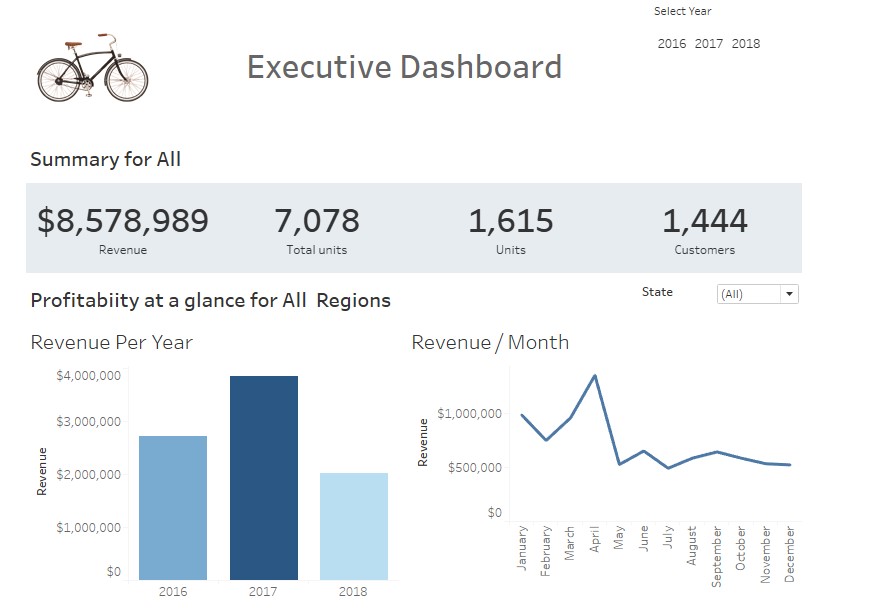 Select Year
2016 2017 2018
Executive Dashboard
Summary for All
$8,578,989 7,078 1,615 1,444
Revenue Total units Units Customers
Profitabiity at a glance for All Regions
State (All)
Revenue Per Year
Revenue
$4,000,000
$3,000,000
$2,000,000
$1,000,000
$0
2016 2017 2018
Revenue / Month
Revenue
$1,000,000
$500,000
$0
January
February
March
April
May
June
July
August
September
October
November
December